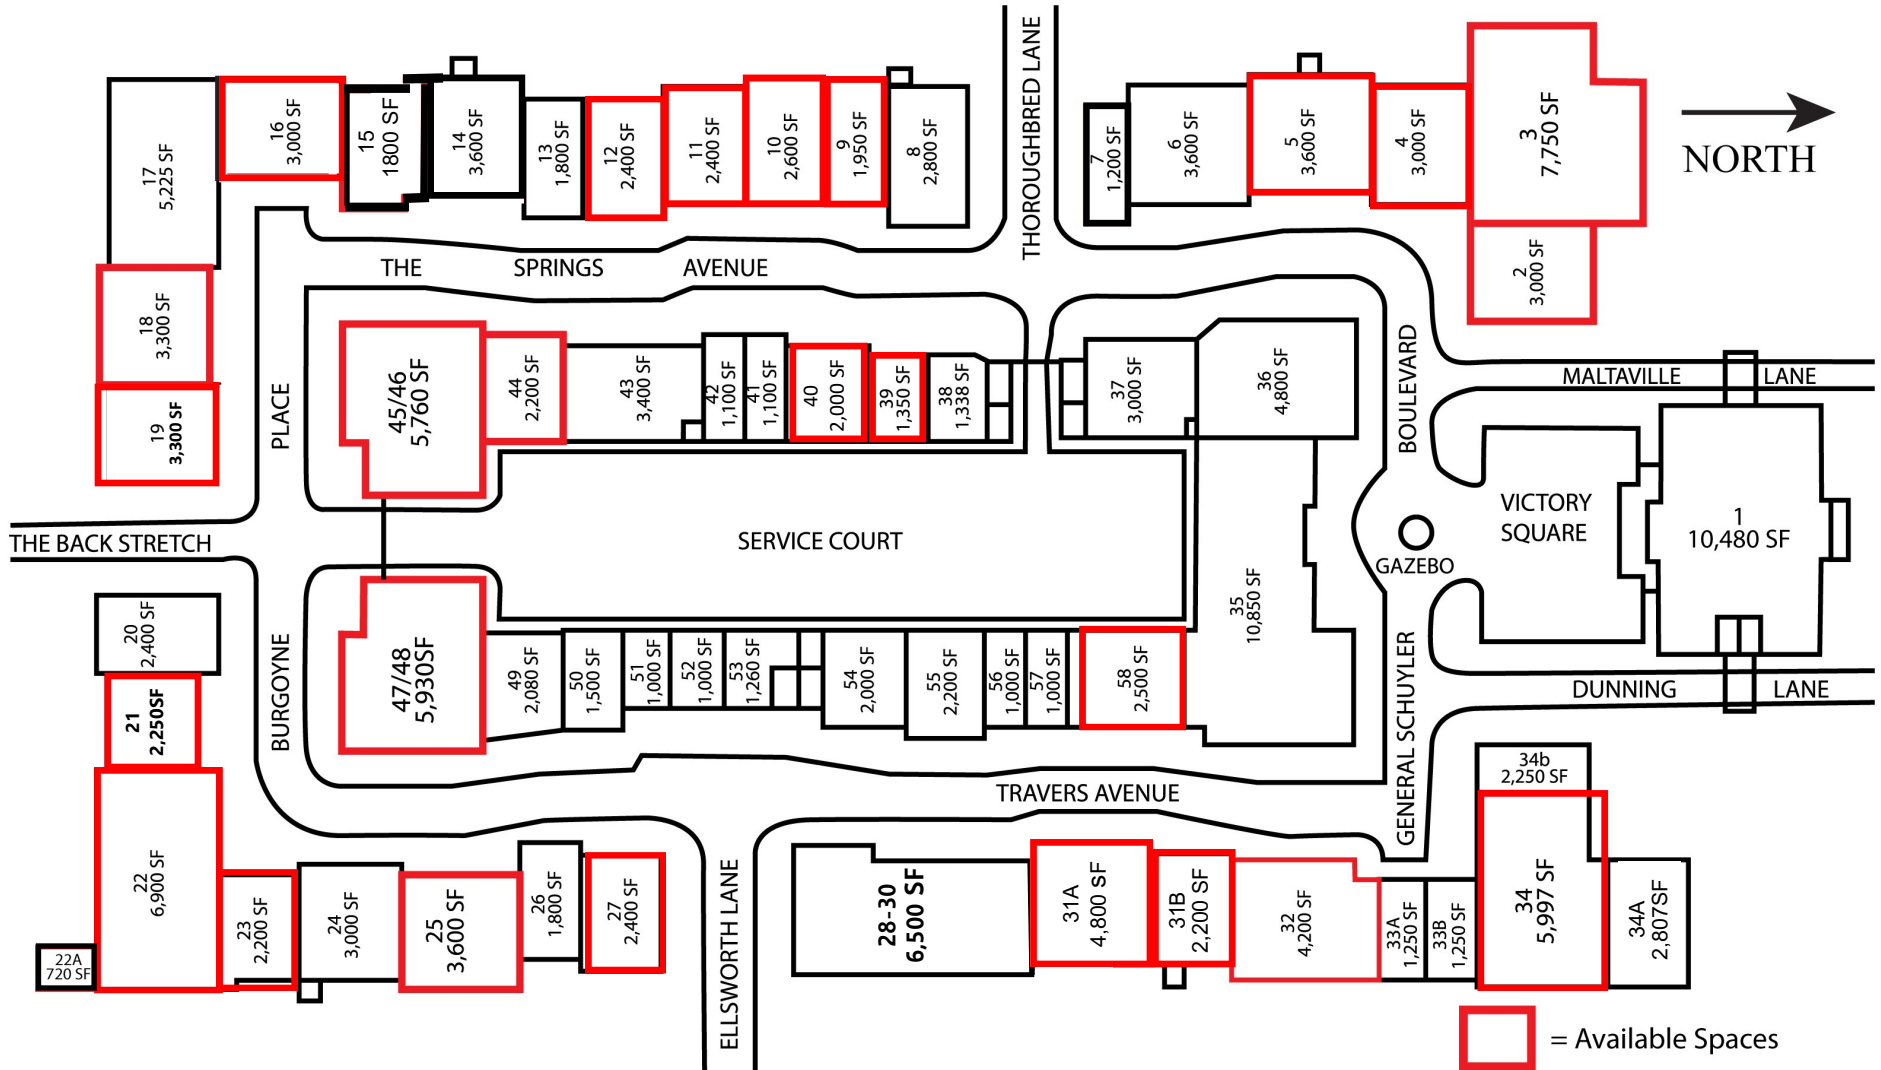 17
5,225 SF
16
3,000 SF
15
1800 SF
14
3,600 SF
13
1,800 SF
12
2,400 SF
11
2,400 SF
10
2,600 SF
9
1,950 SF
8
2,800 SF
THOROUGHBRED LANE
7
1,200 SF
6
3,600 SF
5
3,600 SF
4
3,000 SF
3
7,750 SF
2
3,000 SF
NORTH
THE SPRINGS AVENUE
18
3,300 SF
19
3,300 SF
PLACE
45/46
5,760 SF
44
2,200 SF
43
3,400 SF
42
1,100 SF
41
1,100 SF
40
2,000 SF
39
1,350 SF
38
1,338 SF
37
3,000 SF
36
4,800 SF
BOULEVARD
MALTAVILLE LANE
THE BACK STRETCH
SERVICE COURT
GAZEBO
VICTORY
SQUARE
1
10,480 SF
20
2,400 SF
21
2,250SF
BURGOYNE
47/48
5,930SF
49
2,080 SF
50
1,500 SF
51
1,000 SF
52
1,000 SF
53
1,260 SF
54
2,000 SF
55
2,200 SF
56
1,000 SF
57
1,000 SF
58
2,500 SF
35
10,850 SF
GENERAL SCHUYLER
DUNNING LANE
TRAVERS AVENUE
22
6,900 SF
22A
720 SF
23
2,200 SF
24
3,000 SF
25
3,600 SF
26
1,800 SF
27
2,400 SF
ELLSWORTH LANE
28-30
6,500 SF
31A
4,800 SF
31B
2,200 SF
32
4,200 SF
33A
1,250 SF
33B
1,250 SF
34b
2,250 SF
34
5,997 SF
34A
2,807SF
= Available Spaces